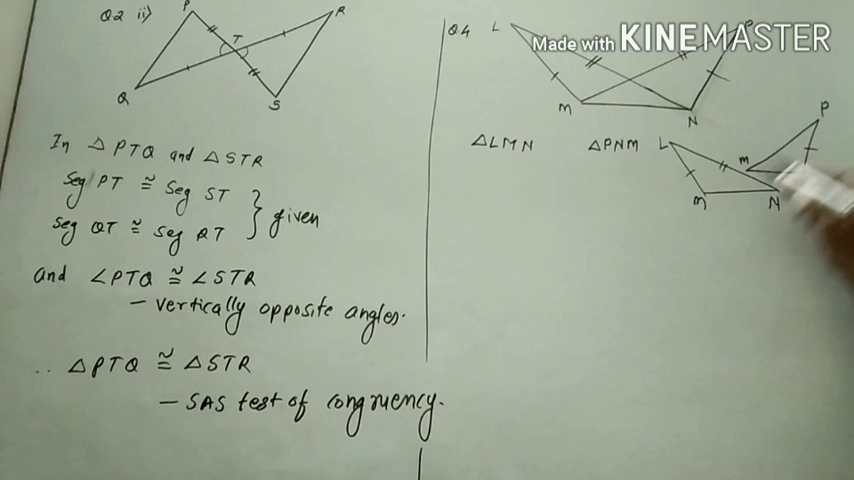 Q2 ii)
P
R
T
Q
S
In △PTQ and △STR
seg PT ≅ seg ST
seg QT ≅ seg RT
} given
and ∠PTQ ≅ ∠STR
- vertically opposite angles.
∴ △PTQ ≅ △STR
- SAS test of congruency.
Q4
L
P
M
N
△LMN
△PNM
L
M
N
P
M
Made with KINEMASTER